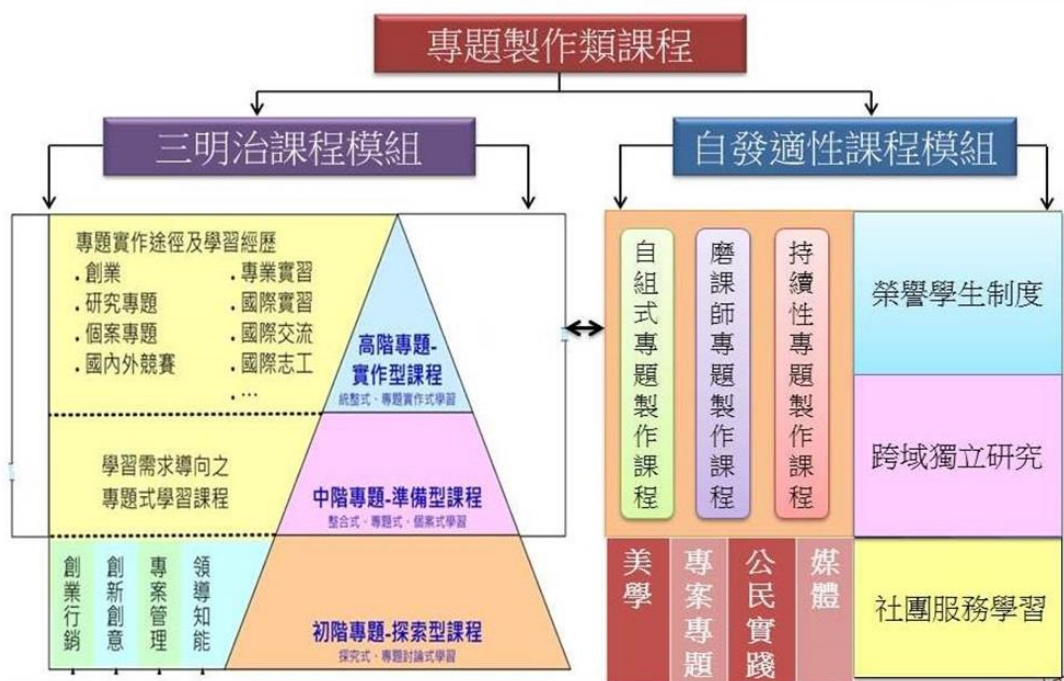 專題製作類課程
三明治課程模組
自發適性課程模組
專題實作途徑及學習經歷
．創業
．研究專題
．個案專題
．國內外競賽
．專業實習
．國際實習
．國際交流
．國際志工
．…
高階專題-
實作型課程
統整式、專題實作式學習
學習需求導向之
專題式學習課程
中階專題-準備型課程
整合式、專題式、個案式學習
創業行銷
創新創意
專案管理
領導知能
初階專題-探索型課程
探究式、專題討論式學習
自組式專題製作課程
磨課師專題製作課程
持續性專題製作課程
榮譽學生制度
跨域獨立研究
美學
專案專題
公民實踐
媒體
社團服務學習